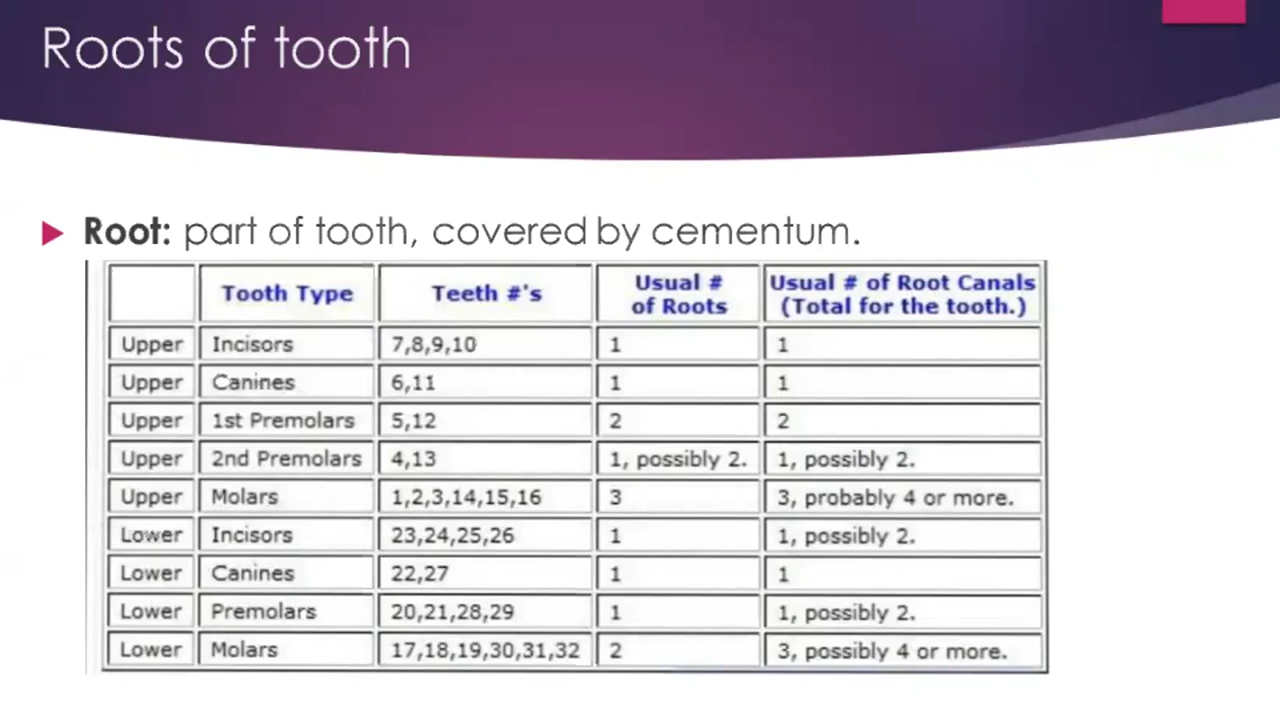 Roots of tooth
Root: part of tooth, covered by cementum.
Tooth Type Teeth #'s Usual # of Roots Usual # of Root Canals (Total for the tooth.)
Upper Incisors 7,8,9,10 1 1
Upper Canines 6,11 1 1
Upper 1st Premolars 5,12 2 2
Upper 2nd Premolars 4,13 1, possibly 2. 1, possibly 2.
Upper Molars 1,2,3,14,15,16 3 3, probably 4 or more.
Lower Incisors 23,24,25,26 1 1, possibly 2.
Lower Canines 22,27 1 1
Lower Premolars 20,21,28,29 1 1, possibly 2.
Lower Molars 17,18,19,30,31,32 2 3, possibly 4 or more.